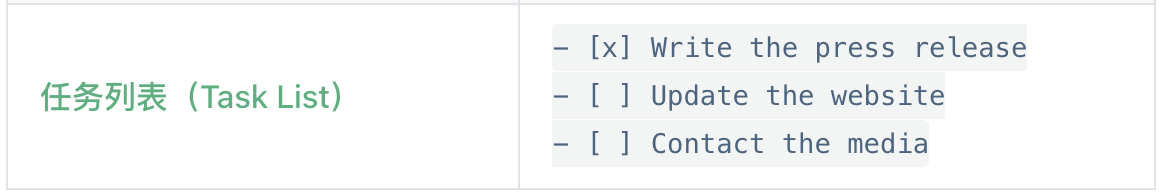 任务列表（Task List）
- [x] Write the press release
- [ ] Update the website
- [ ] Contact the media